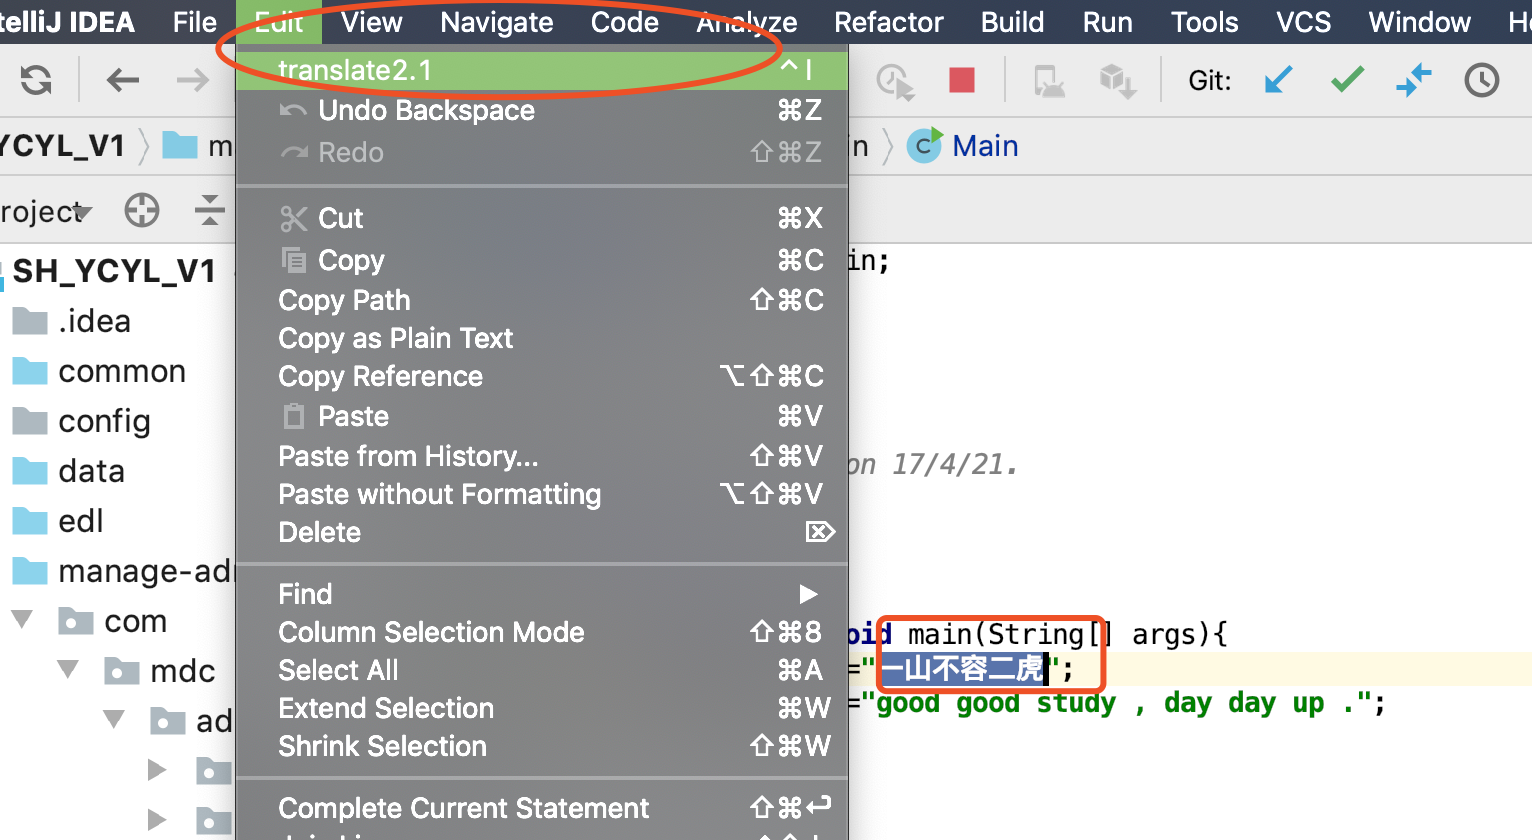 telliJ IDEA File Edit View Navigate Code Analyze Refactor Build Run Tools VCS Window
translate2.1 ^ I
Git:
Undo Backspace ⌘Z
Redo ⇧⌘Z
YCYL_V1
Main
Cut ⌘X
roject
Copy ⌘C
in;
SH_YCYL_V1
Copy Path ⇧⌘C
.idea
Copy as Plain Text
common
Copy Reference ⌥⇧⌘C
config
Paste ⌘V
Paste from History... ⇧⌘V
on 17/4/21.
data
Paste without Formatting ⌥⇧⌘V
edl
Delete ⌦
manage-adr
Find ▶
com
Column Selection Mode ⇧⌘8
oid main(String[] args){
mdc
Select All ⌘A
="一山不容二虎";
Extend Selection ⌘W
="good good study , day day up .";
ad
Shrink Selection ⇧⌘W
Complete Current Statement ⇧⌘⏎